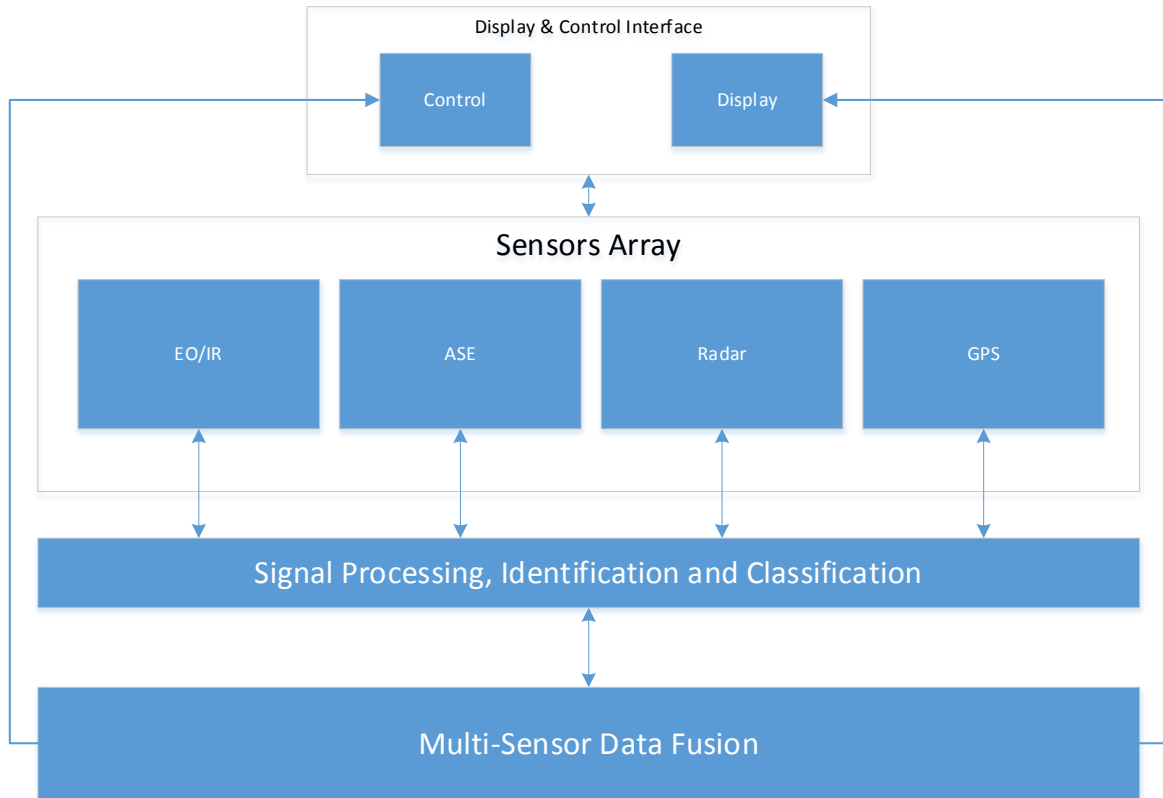 Display & Control Interface
Control
Display
Sensors Array
EO/IR
ASE
Radar
GPS
Signal Processing, Identification and Classification
Multi-Sensor Data Fusion